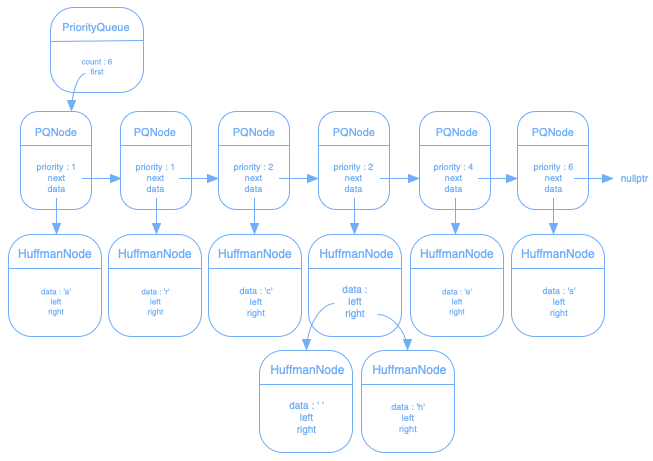 PriorityQueue
count : 6
first
PQNode
priority : 1
next
data
PQNode
priority : 1
next
data
PQNode
priority : 2
next
data
PQNode
priority : 2
next
data
PQNode
priority : 4
next
data
PQNode
priority : 6
next
data
nullptr
HuffmanNode
data : 'a'
left
right
HuffmanNode
data : 'r'
left
right
HuffmanNode
data : 'c'
left
right
HuffmanNode
data :
left
right
HuffmanNode
data : 'e'
left
right
HuffmanNode
data : 's'
left
right
HuffmanNode
data : ' '
left
right
HuffmanNode
data : 'h'
left
right